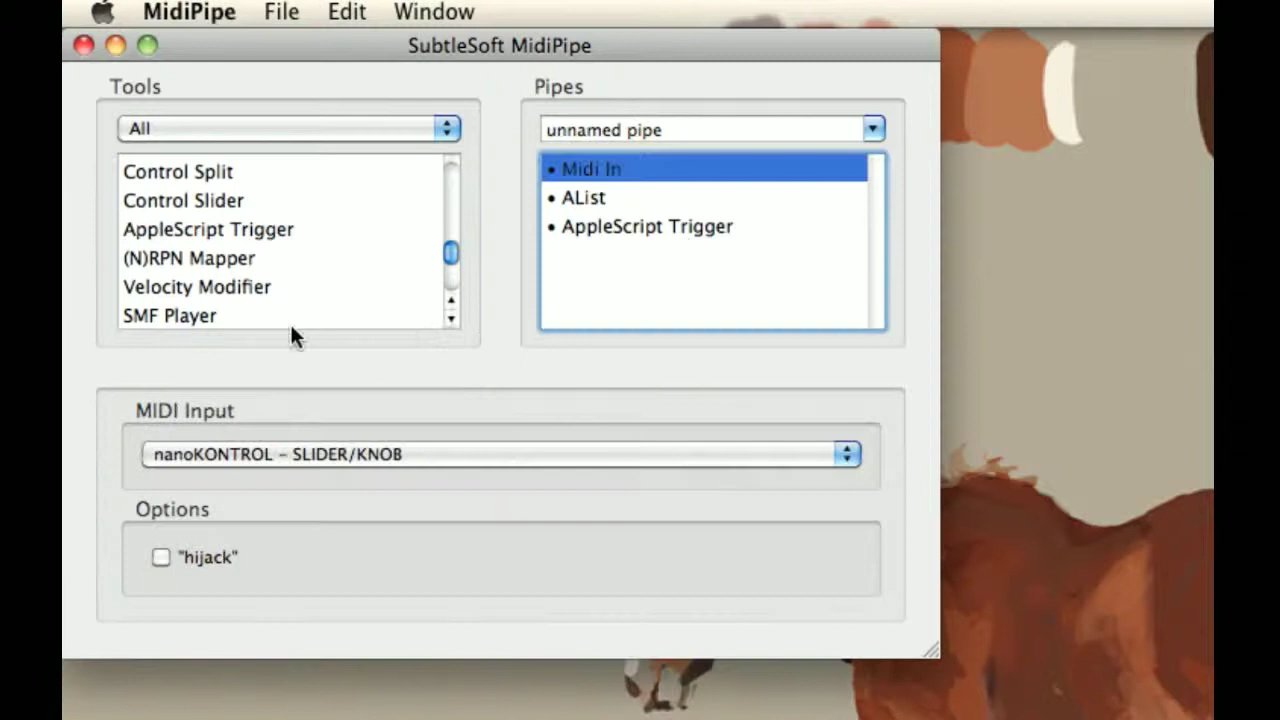 MidiPipe File Edit Window
SubtleSoft MidiPipe
Tools
All
Control Split
Control Slider
AppleScript Trigger
(N)RPN Mapper
Velocity Modifier
SMF Player
Pipes
unnamed pipe
• Midi In
• AList
• AppleScript Trigger
MIDI Input
nanoKONTROL – SLIDER/KNOB
Options
"hijack"